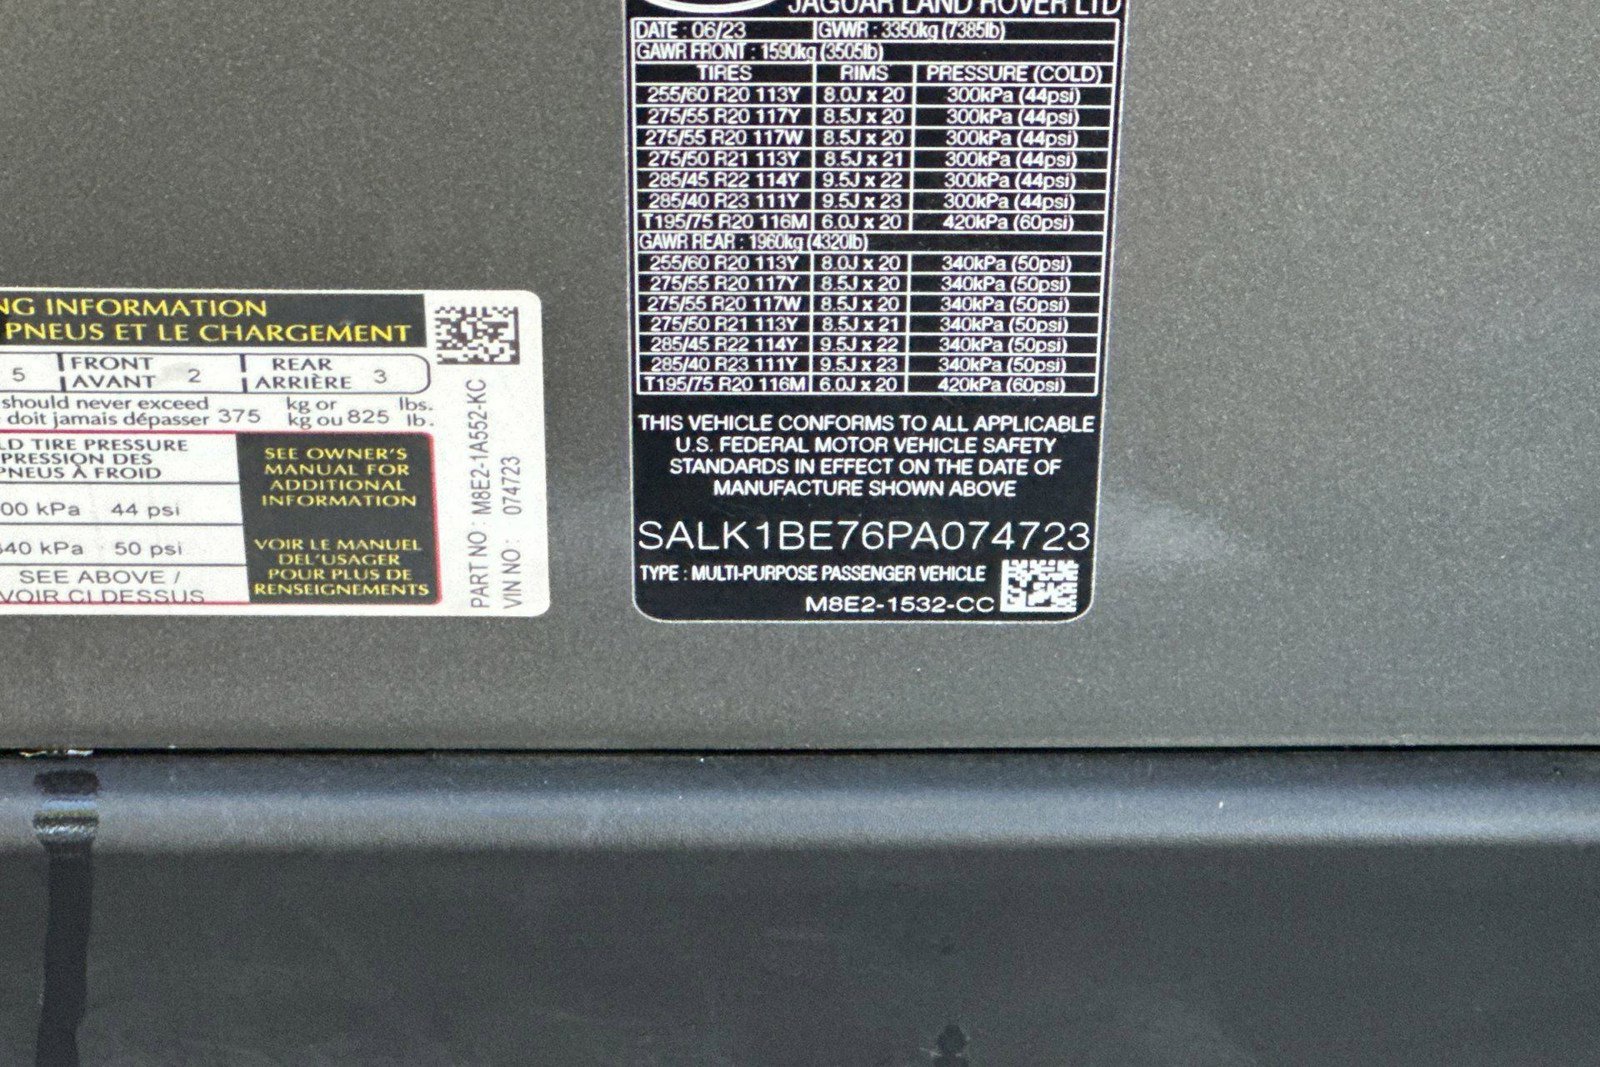 JAGUAR LAND ROVER LTD
DATE : 06/23 GVWR : 3350kg (7385lb)
GAWR FRONT : 1590kg (3505lb)
TIRES RIMS PRESSURE (COLD)
255/60 R20 113Y 8.0J x 20 300kPa (44psi)
275/55 R20 117Y 8.5J x 20 300kPa (44psi)
275/55 R20 117W 8.5J x 20 300kPa (44psi)
275/50 R21 113Y 8.5J x 21 300kPa (44psi)
285/45 R22 114Y 9.5J x 22 300kPa (44psi)
285/40 R23 111Y 9.5J x 23 300kPa (44psi)
T195/75 R20 116M 6.0J x 20 420kPa (60psi)
GAWR REAR : 1960kg (4320lb)
255/60 R20 113Y 8.0J x 20 340kPa (50psi)
275/55 R20 117Y 8.5J x 20 340kPa (50psi)
275/55 R20 117W 8.5J x 20 340kPa (50psi)
275/50 R21 113Y 8.5J x 21 340kPa (50psi)
285/45 R22 114Y 9.5J x 22 340kPa (50psi)
285/40 R23 111Y 9.5J x 23 340kPa (50psi)
T195/75 R20 116M 6.0J x 20 420kPa (60psi)
THIS VEHICLE CONFORMS TO ALL APPLICABLE
U.S. FEDERAL MOTOR VEHICLE SAFETY
STANDARDS IN EFFECT ON THE DATE OF
MANUFACTURE SHOWN ABOVE
SALK1BE76PA074723
TYPE : MULTI-PURPOSE PASSENGER VEHICLE
M8E2-1532-CC
NG INFORMATION
PNEUS ET LE CHARGEMENT
5 FRONT AVANT 2 REAR ARRIÈRE 3
should never exceed 375 kg or 825 lbs.
doit jamais dépasser kg ou lb.
LD TIRE PRESSURE
PRESSION DES
PNEUS À FROID
00 kPa 44 psi
340 kPa 50 psi
SEE ABOVE /
VOIR CI DESSUS
SEE OWNER'S
MANUAL FOR
ADDITIONAL
INFORMATION
VOIR LE MANUEL
DEL'USAGER
POUR PLUS DE
RENSEIGNEMENTS
PART NO : M8E2-1A552-KC
VIN NO : 074723